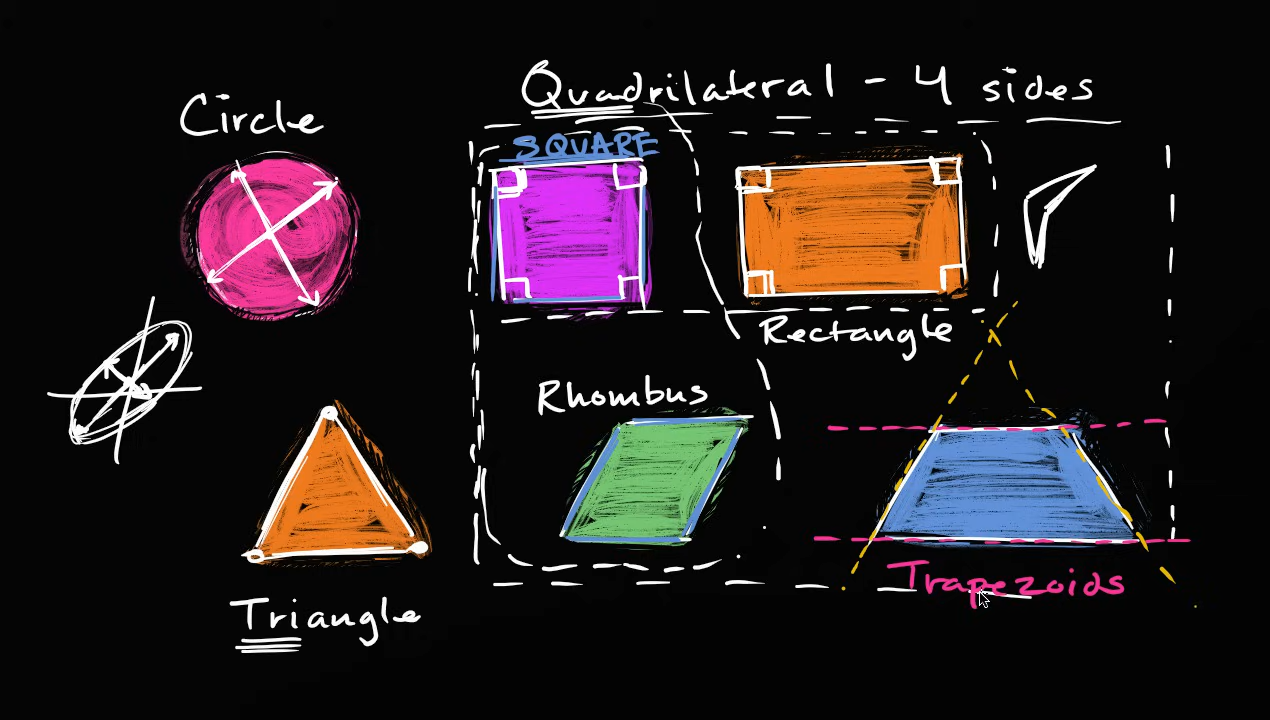 Quadrilateral - 4 sides
Circle
SQUARE
Rectangle
Rhombus
Trapezoids
Triangle